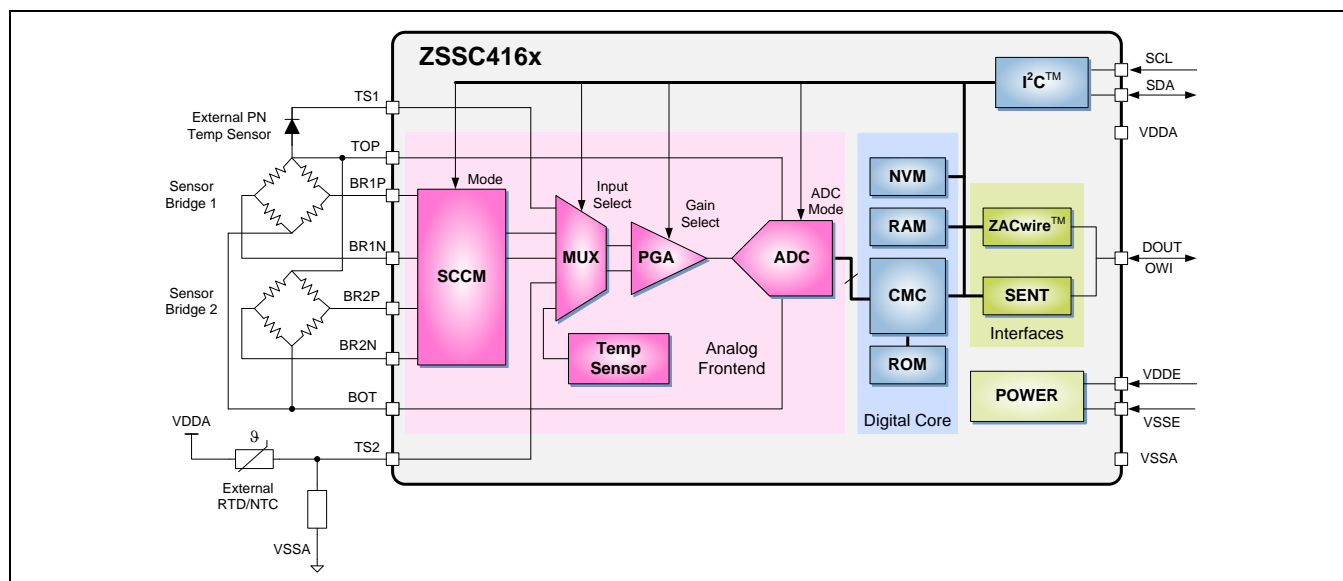 ZSSC416x
SCL
I²C™
SDA
TS1
External PN
Temp Sensor
VDDA
TOP
Mode
Input
Select
Gain
Select
ADC
Mode
NVM
BR1P
Sensor
Bridge 1
RAM
ZACwire™
BR1N
SCCM
MUX
PGA
ADC
DOUT
OWI
CMC
SENT
Interfaces
BR2P
Sensor
Bridge 2
BR2N
Temp
Sensor
Analog
Frontend
ROM
POWER
VDDE
BOT
Digital Core
VSSE
VDDA
ϑ
TS2
VSSA
External
RTD/NTC
VSSA